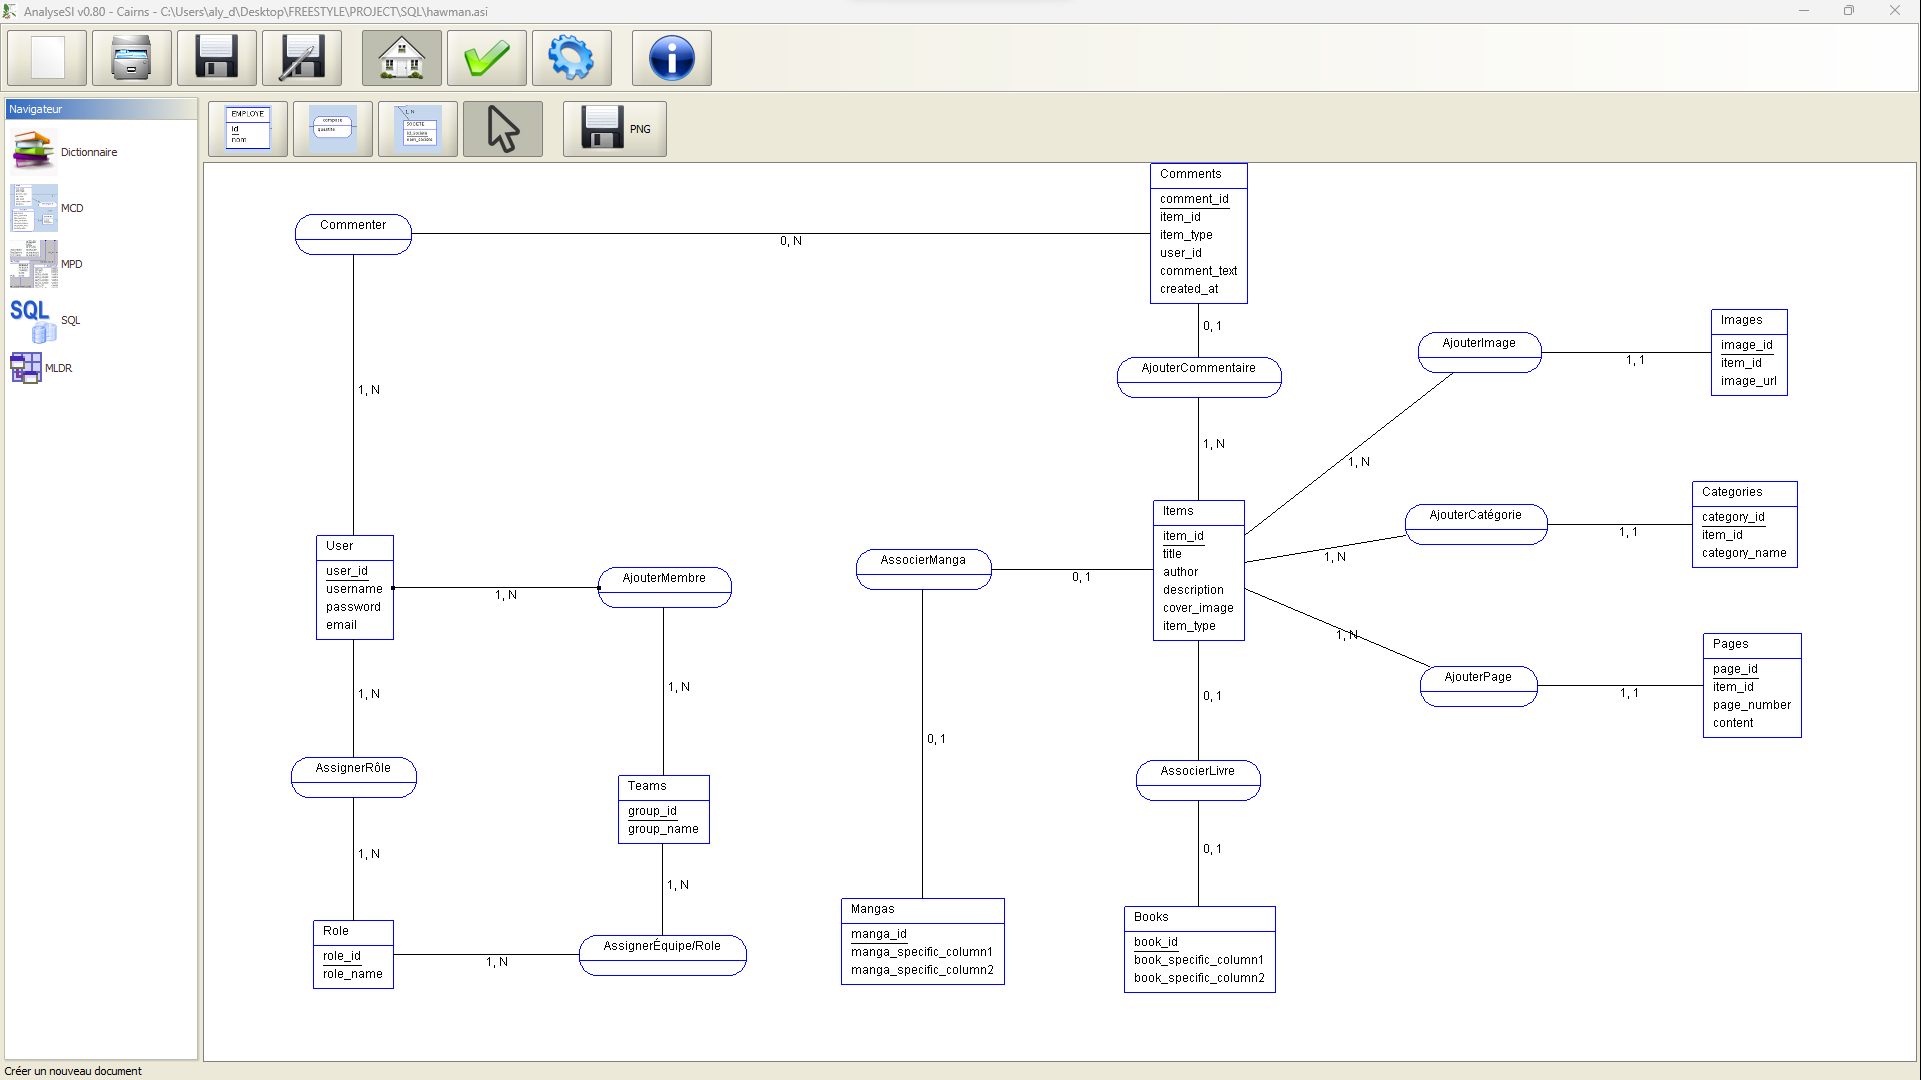 AnalyseSI v0.80 - Cairns - C:\Users\aly_d\Desktop\FREESTYLE\PROJECT\SQL\hawman.asi
Navigateur
Dictionnaire
MCD
MPD
SQL
SQL
MLDR
EMPLOYE
id
nom
compose
quantite
1, N
SOCIETE
PNG
Comments
comment_id
item_id
item_type
user_id
comment_text
created_at
Commenter
0, N
1, N
0, 1
AjouterCommentaire
1, N
AjouterImage
1, 1
1, N
Images
image_id
item_id
image_url
Items
item_id
title
author
description
cover_image
item_type
AjouterCatégorie
1, 1
1, N
Categories
category_id
item_id
category_name
User
user_id
username
password
email
1, N
AjouterMembre
AssocierManga
0, 1
1, N
AjouterPage
1, 1
Pages
page_id
item_id
page_number
content
1, N
1, N
0, 1
0, 1
AssignerRôle
Teams
group_id
group_name
AssocierLivre
1, N
1, N
0, 1
Role
role_id
role_name
1, N
AssignerÉquipe/Role
Mangas
manga_id
manga_specific_column1
manga_specific_column2
Books
book_id
book_specific_column1
book_specific_column2
Créer un nouveau document